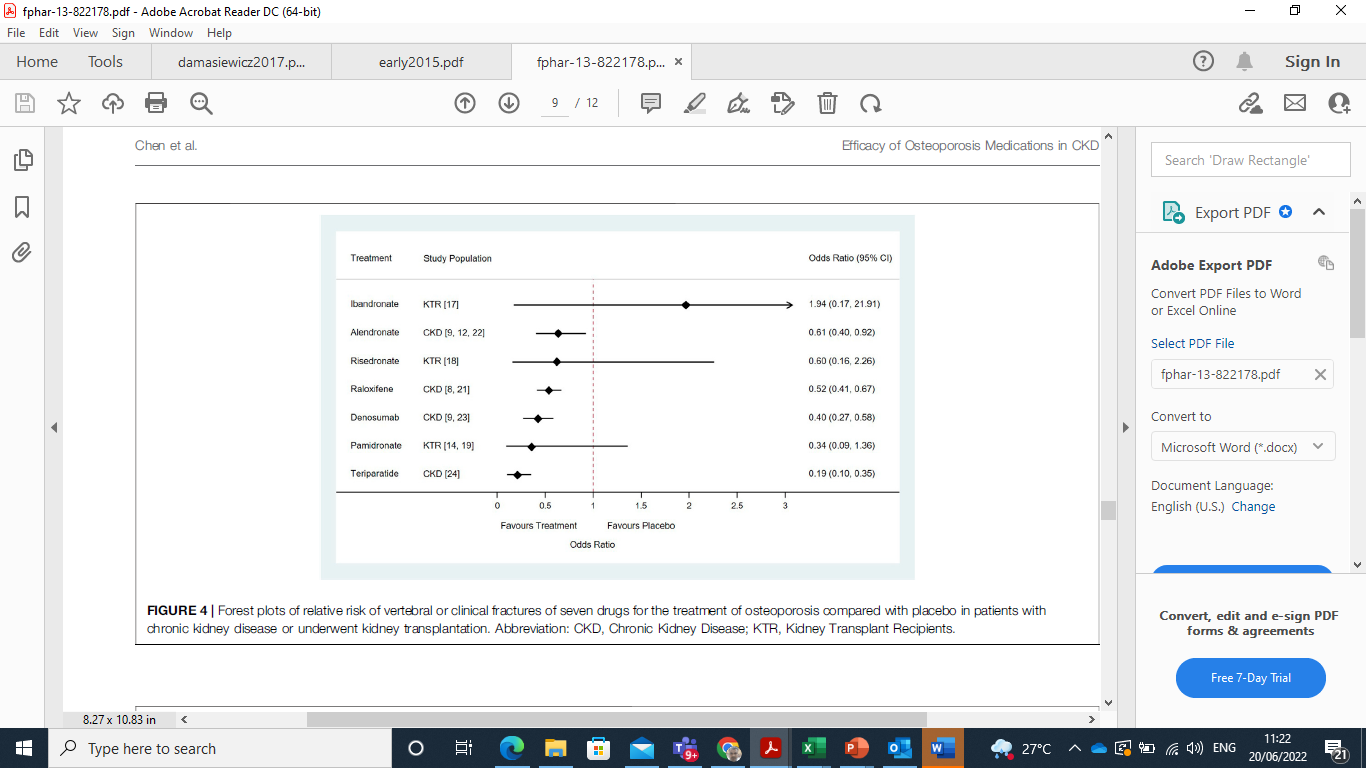 fphar-13-822178.pdf - Adobe Acrobat Reader DC (64-bit)
File Edit View Sign Window Help
Home Tools damasiewicz2017.p... early2015.pdf fphar-13-822178.p... × Sign In
9 / 12
Chen et al. Efficacy of Osteoporosis Medications in CKD
Treatment Study Population Odds Ratio (95% CI)
Ibandronate KTR [17] 1.94 (0.17, 21.91)
Alendronate CKD [9, 12, 22] 0.61 (0.40, 0.92)
Risedronate KTR [18] 0.60 (0.16, 2.26)
Raloxifene CKD [8, 21] 0.52 (0.41, 0.67)
Denosumab CKD [9, 23] 0.40 (0.27, 0.58)
Pamidronate KTR [14, 19] 0.34 (0.09, 1.36)
Teriparatide CKD [24] 0.19 (0.10, 0.35)
0 0.5 1 1.5 2 2.5 3
Favours Treatment Favours Placebo
Odds Ratio
FIGURE 4 | Forest plots of relative risk of vertebral or clinical fractures of seven drugs for the treatment of osteoporosis compared with placebo in patients with
chronic kidney disease or underwent kidney transplantation. Abbreviation: CKD, Chronic Kidney Disease; KTR, Kidney Transplant Recipients.
8.27 x 10.83 in
Search 'Draw Rectangle'
Export PDF
Adobe Export PDF
Convert PDF Files to Word
or Excel Online
Select PDF File
fphar-13-822178.pdf
Convert to
Microsoft Word (*.docx)
Document Language:
English (U.S.) Change
Convert, edit and e-sign PDF
forms & agreements
Free 7-Day Trial
Type here to search
9+
27°C
ENG
11:22
20/06/2022
21